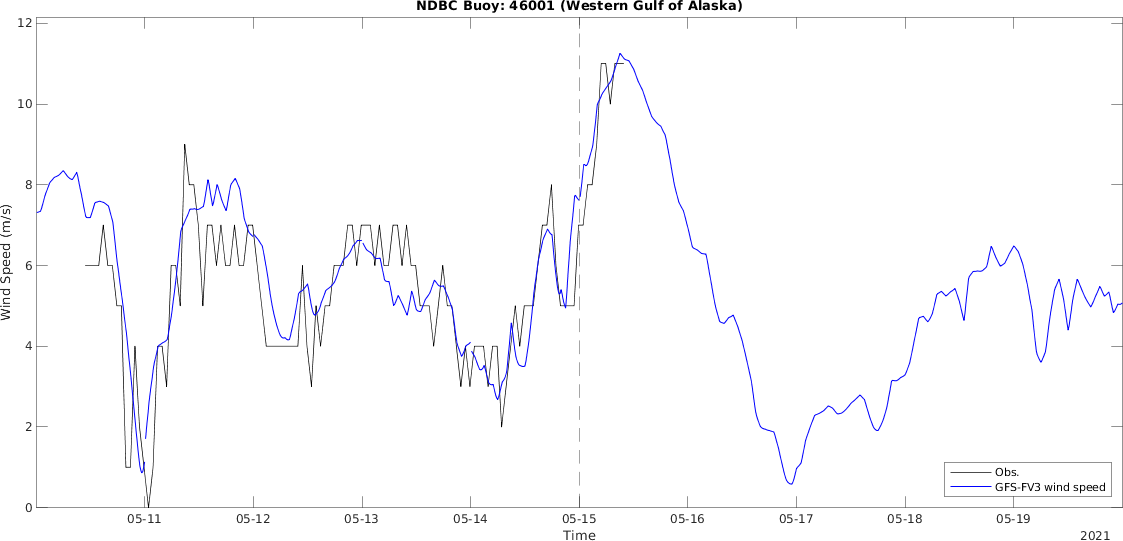 NDBC Buoy: 46001 (Western Gulf of Alaska)
12
10
8
6
4
2
0
Wind Speed (m/s)
05-11 05-12 05-13 05-14 05-15 05-16 05-17 05-18 05-19
Time
2021
Obs.
GFS-FV3 wind speed